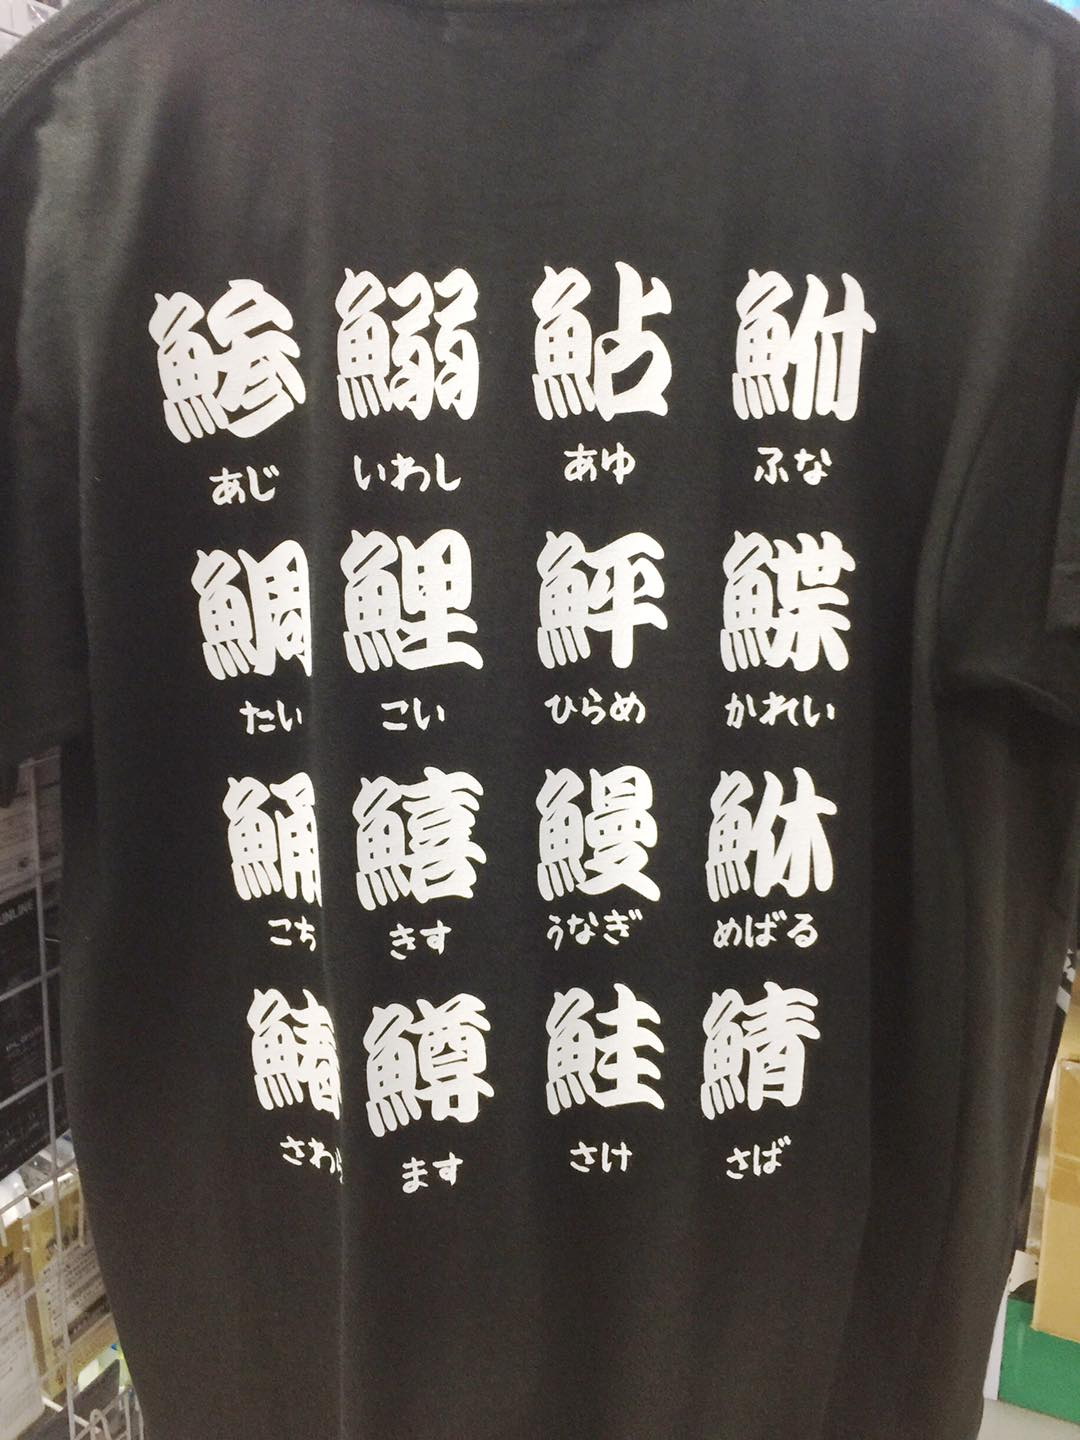 鯵 鰯 鮎 鮒
あじ いわし あゆ ふな
鯛 鯉 鮃 鰈
たい こい ひらめ かれい
鯒 鱚 鰻 鮴
こち きす うなぎ めばる
鰆 鱒 鮭 鯖
さわら ます さけ さば